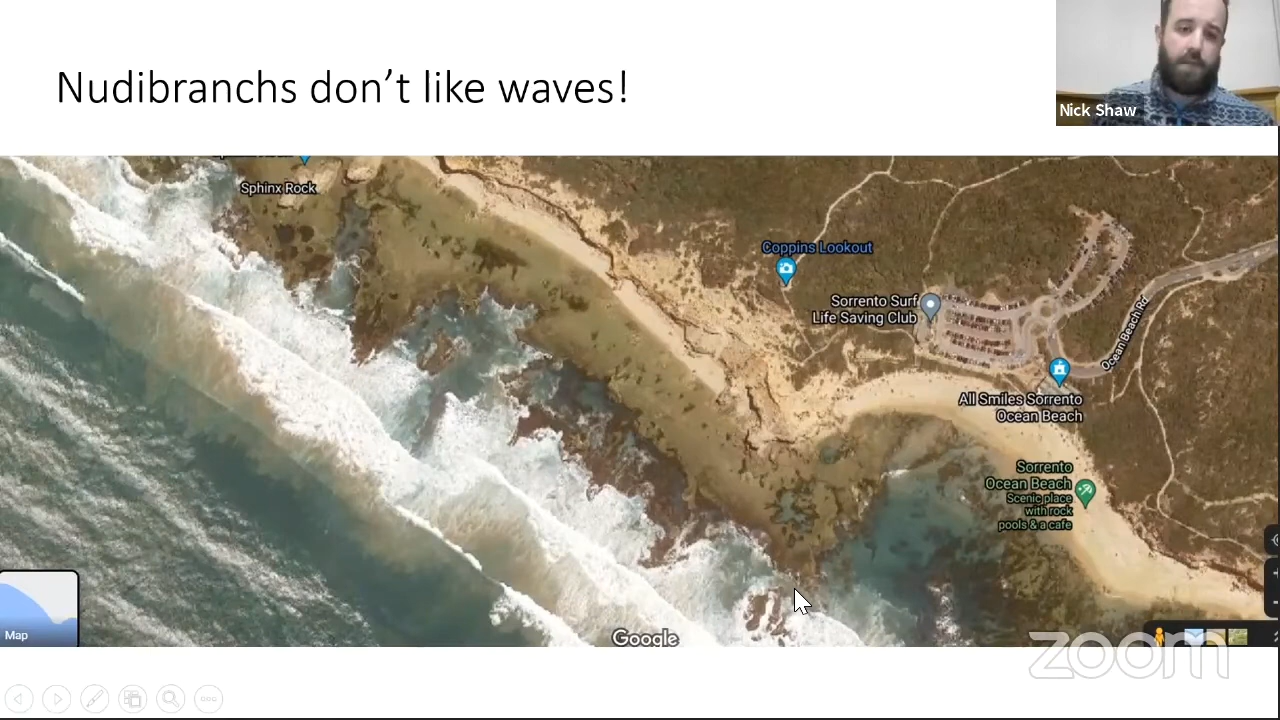 Nudibranchs don't like waves!
Nick Shaw
Sphinx Rock
Coppins Lookout
Sorrento Surf
Life Saving Club
Ocean Beach Rd
All Smiles Sorrento
Ocean Beach
Sorrento
Ocean Beach
Scenic place
with rock
pools & a cafe
Map
Google
zoom